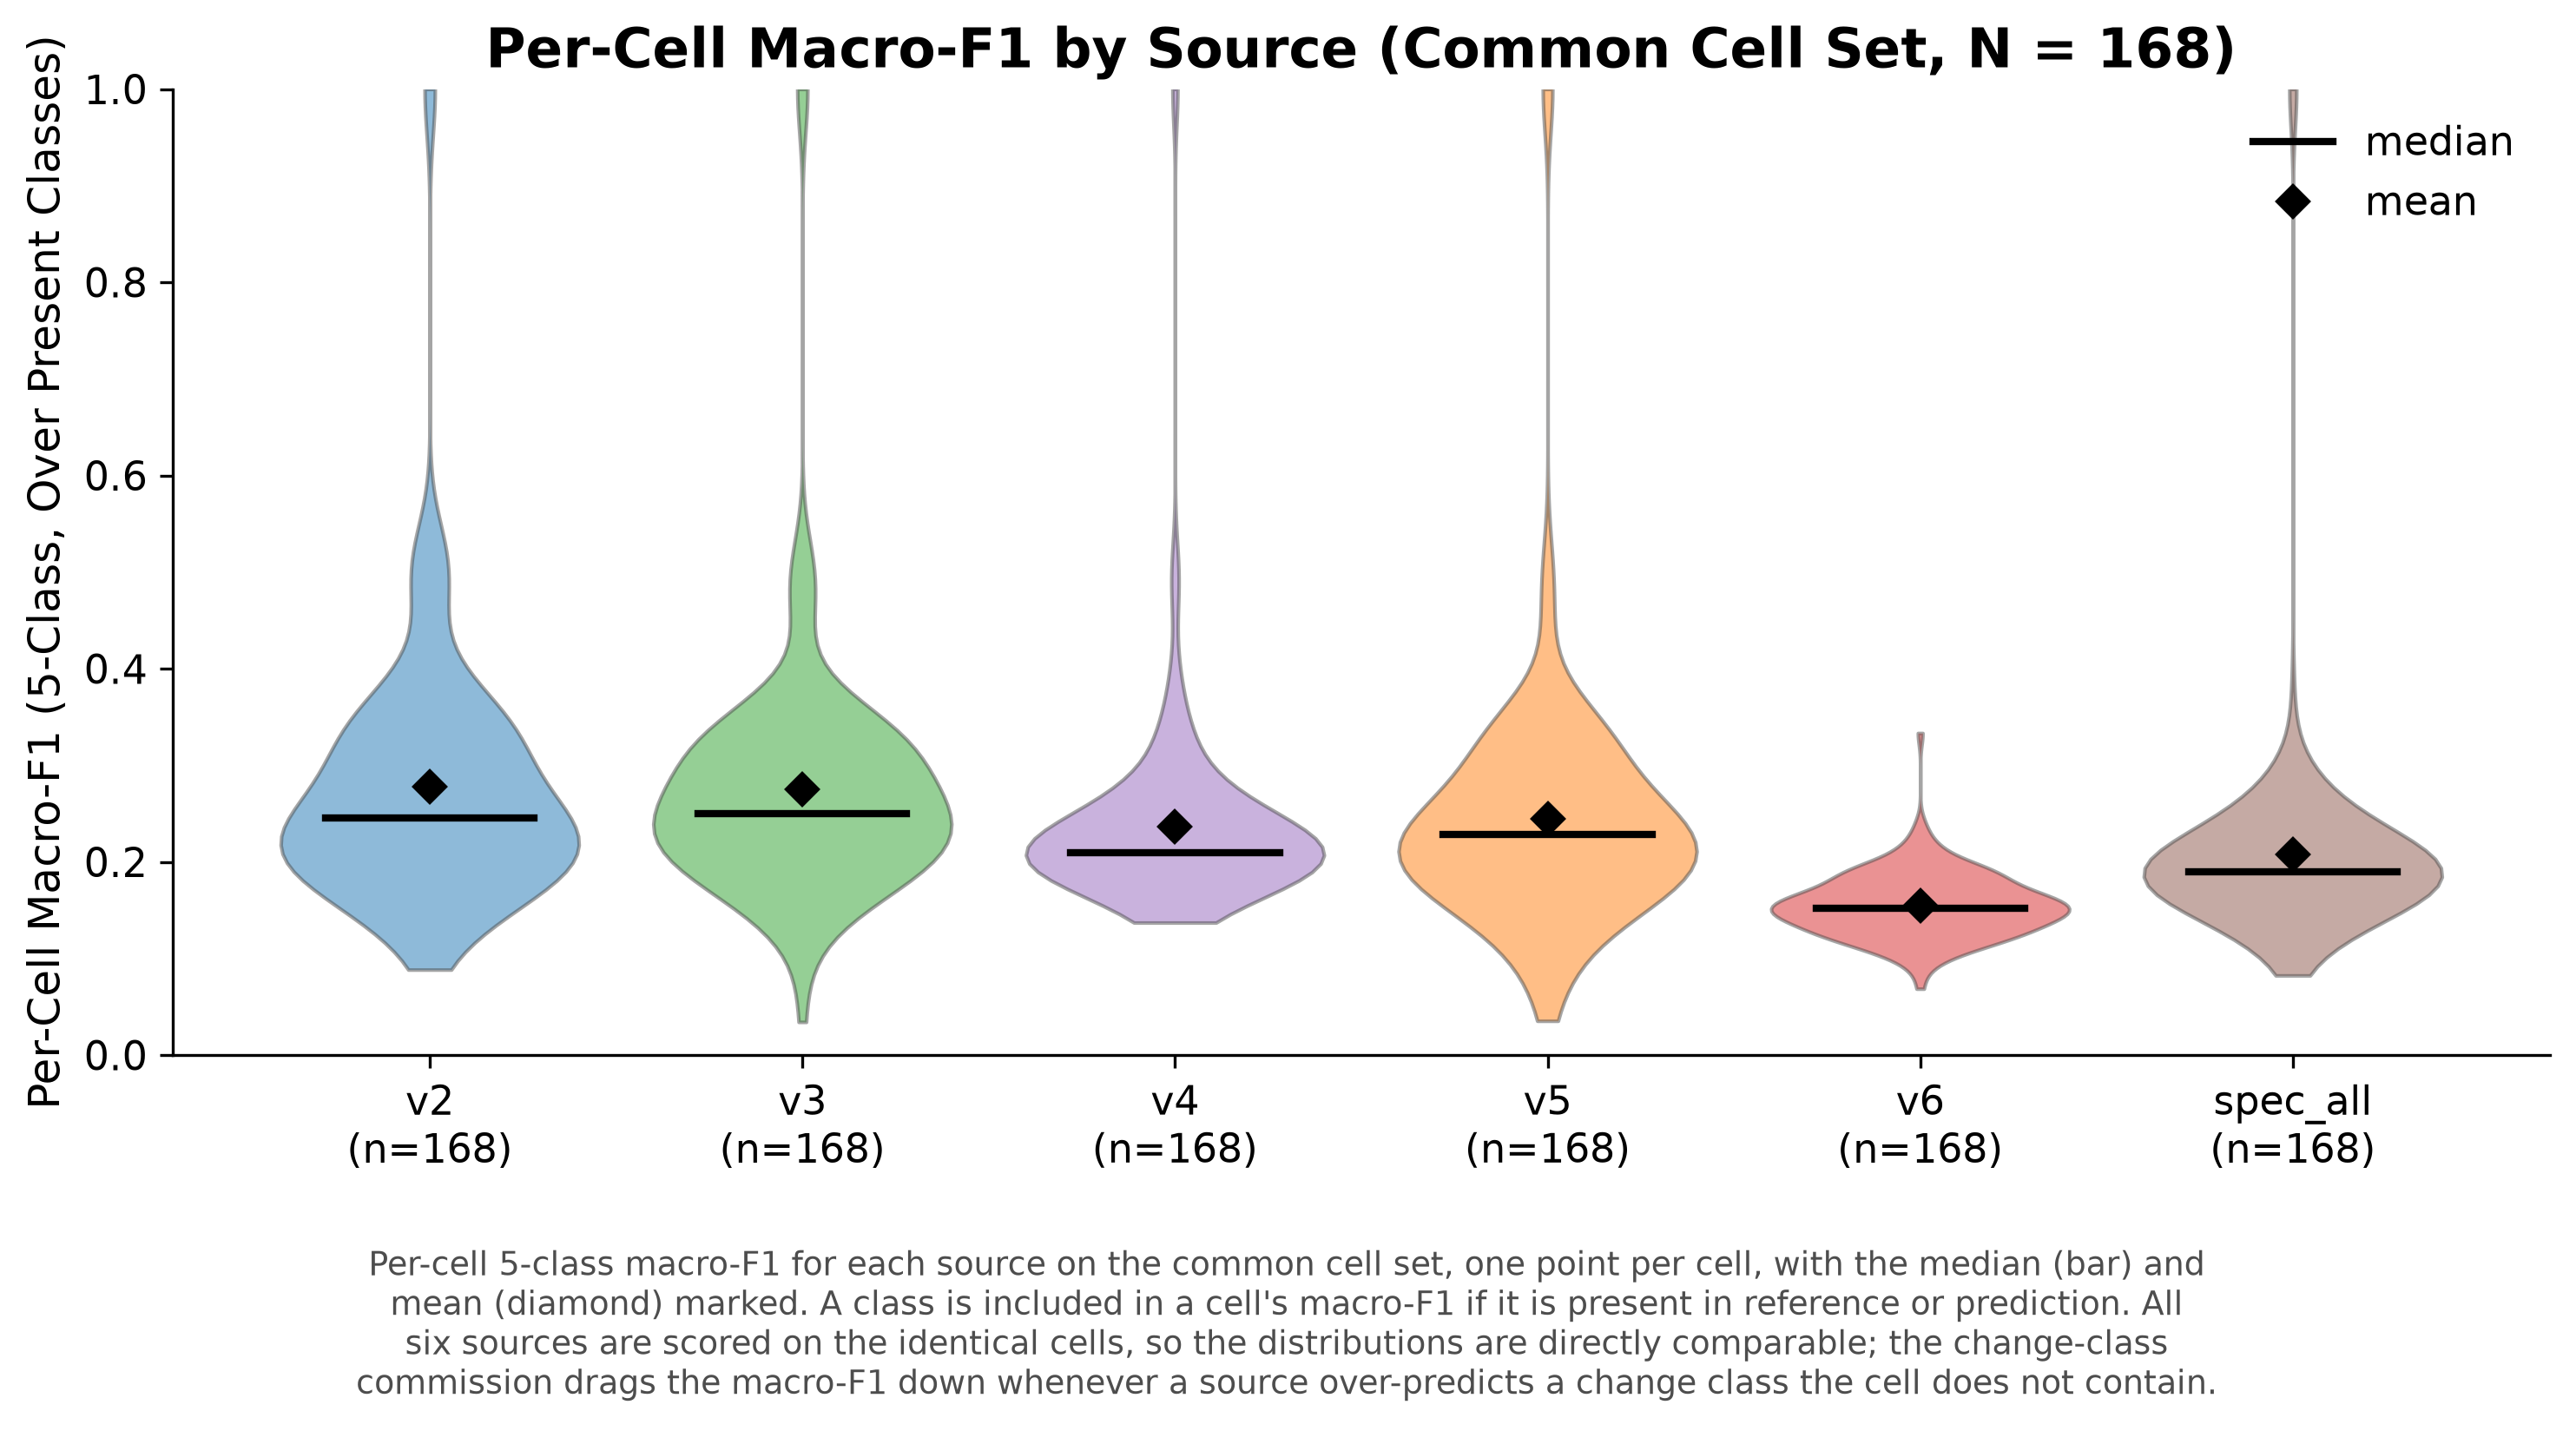 Per-Cell Macro-F1 by Source (Common Cell Set, N = 168)
Per-Cell Macro-F1 (5-Class, Over Present Classes)
1.0
0.8
0.6
0.4
0.2
0.0
median
mean
v2
(n=168)
v3
(n=168)
v4
(n=168)
v5
(n=168)
v6
(n=168)
spec_all
(n=168)
Per-cell 5-class macro-F1 for each source on the common cell set, one point per cell, with the median (bar) and
mean (diamond) marked. A class is included in a cell's macro-F1 if it is present in reference or prediction. All
six sources are scored on the identical cells, so the distributions are directly comparable; the change-class
commission drags the macro-F1 down whenever a source over-predicts a change class the cell does not contain.